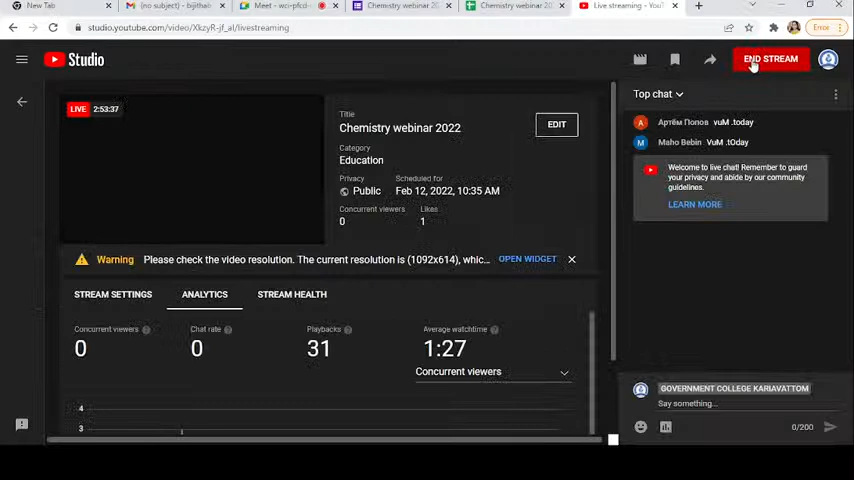 New Tab
(no subject) - bijithai
Meet - wci-pfcd-
Chemistry webinar 20
Chemistry webinar 20
Live streaming - YouT
studio.youtube.com/video/XkzyR-jf_aI/livestreaming
Error
Studio
END STREAM
LIVE 2:53:37
Title
Chemistry webinar 2022
EDIT
Category
Education
Privacy
Public
Scheduled for
Feb 12, 2022, 10:35 AM
Concurrent viewers
0
Likes
1
Warning Please check the video resolution. The current resolution is (1092x614), whic... OPEN WIDGET
STREAM SETTINGS ANALYTICS STREAM HEALTH
Concurrent viewers
0
Chat rate
0
Playbacks
31
Average watchtime
1:27
Concurrent viewers
4
3
Top chat
A Артём Попов vuM .today
M Maho Bebin VuM .tOday
Welcome to live chat! Remember to guard
your privacy and abide by our community
guidelines.
LEARN MORE
GOVERNMENT COLLEGE KARIAVATTOM
Say something...
0/200